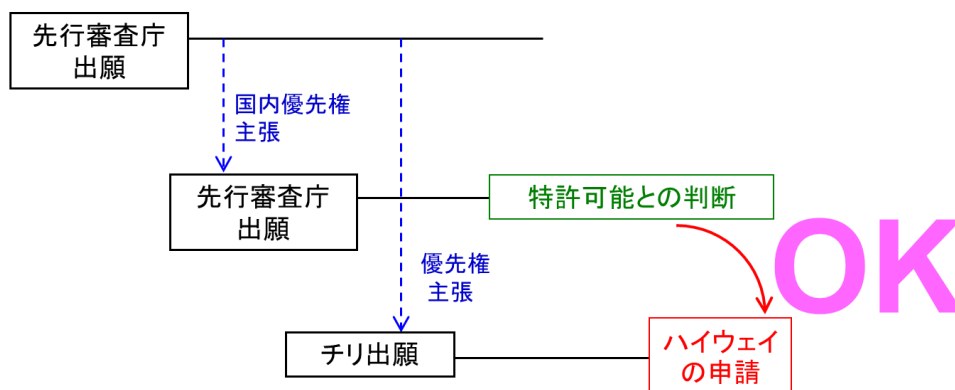 先行審査庁
出願
国内優先権
主張
先行審査庁
出願
特許可能との判断
OK
優先権
主張
チリ出願
ハイウェイ
の申請